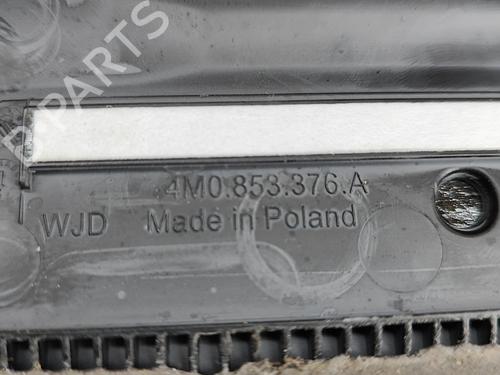 B-PARTS
4M0.853.376.A
WJD Made in Poland